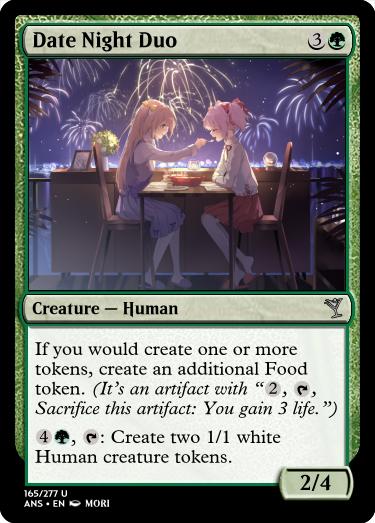 Date Night Duo 3
Creature — Human
If you would create one or more
tokens, create an additional Food
token. (It's an artifact with “2, ,
Sacrifice this artifact: You gain 3 life.”)
4 , : Create two 1/1 white
Human creature tokens.
2/4
165/277 U
ANS • EN MORI